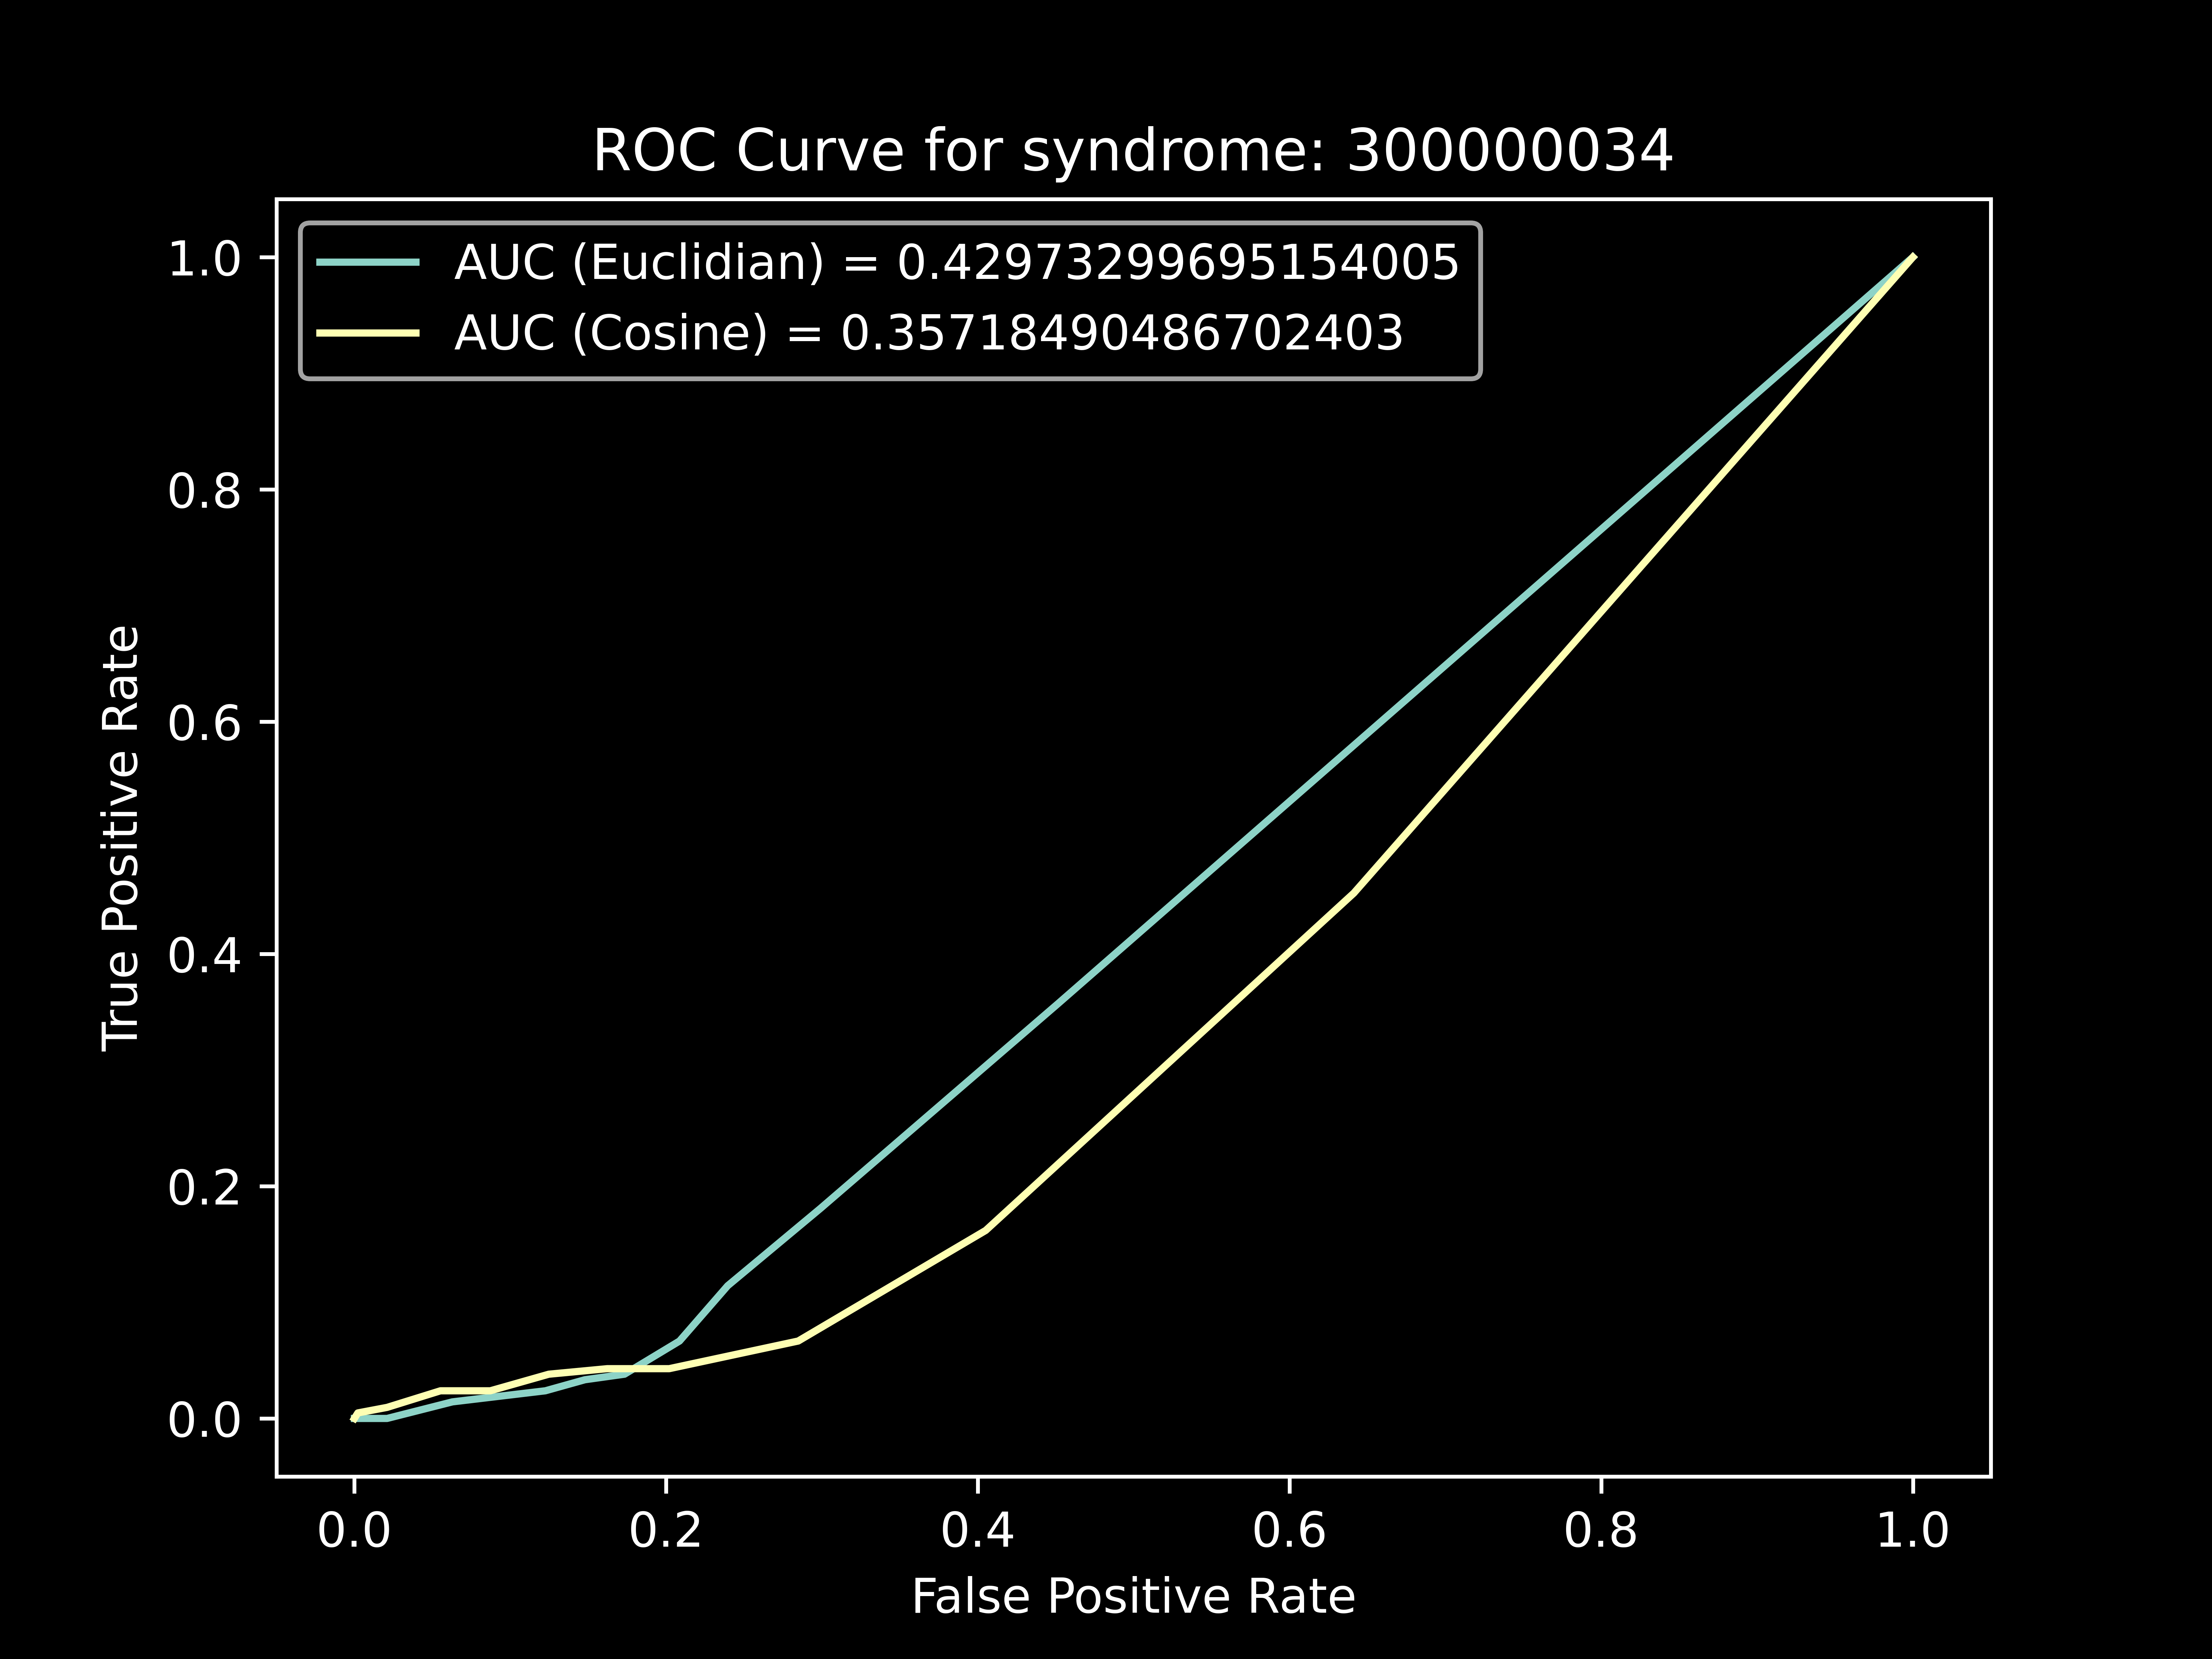 ROC Curve for syndrome: 300000034
AUC (Euclidian) = 0.42973299695154005
AUC (Cosine) = 0.35718490486702403
1.0
0.8
0.6
0.4
0.2
0.0
True Positive Rate
0.0 0.2 0.4 0.6 0.8 1.0
False Positive Rate